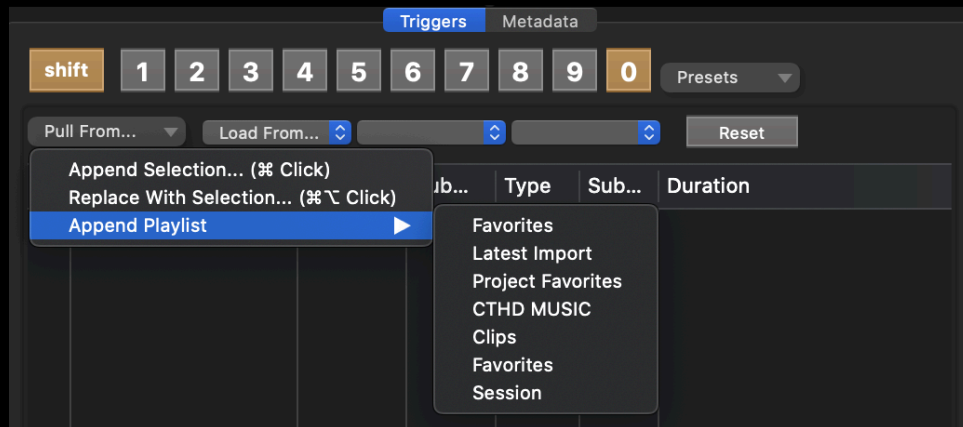 Triggers Metadata
shift 1 2 3 4 5 6 7 8 9 0 Presets
Pull From... Load From... Reset
Append Selection... (⌘ Click)
Replace With Selection... (⌘⌥ Click)
Append Playlist
ub... Type Sub... Duration
Favorites
Latest Import
Project Favorites
CTHD MUSIC
Clips
Favorites
Session